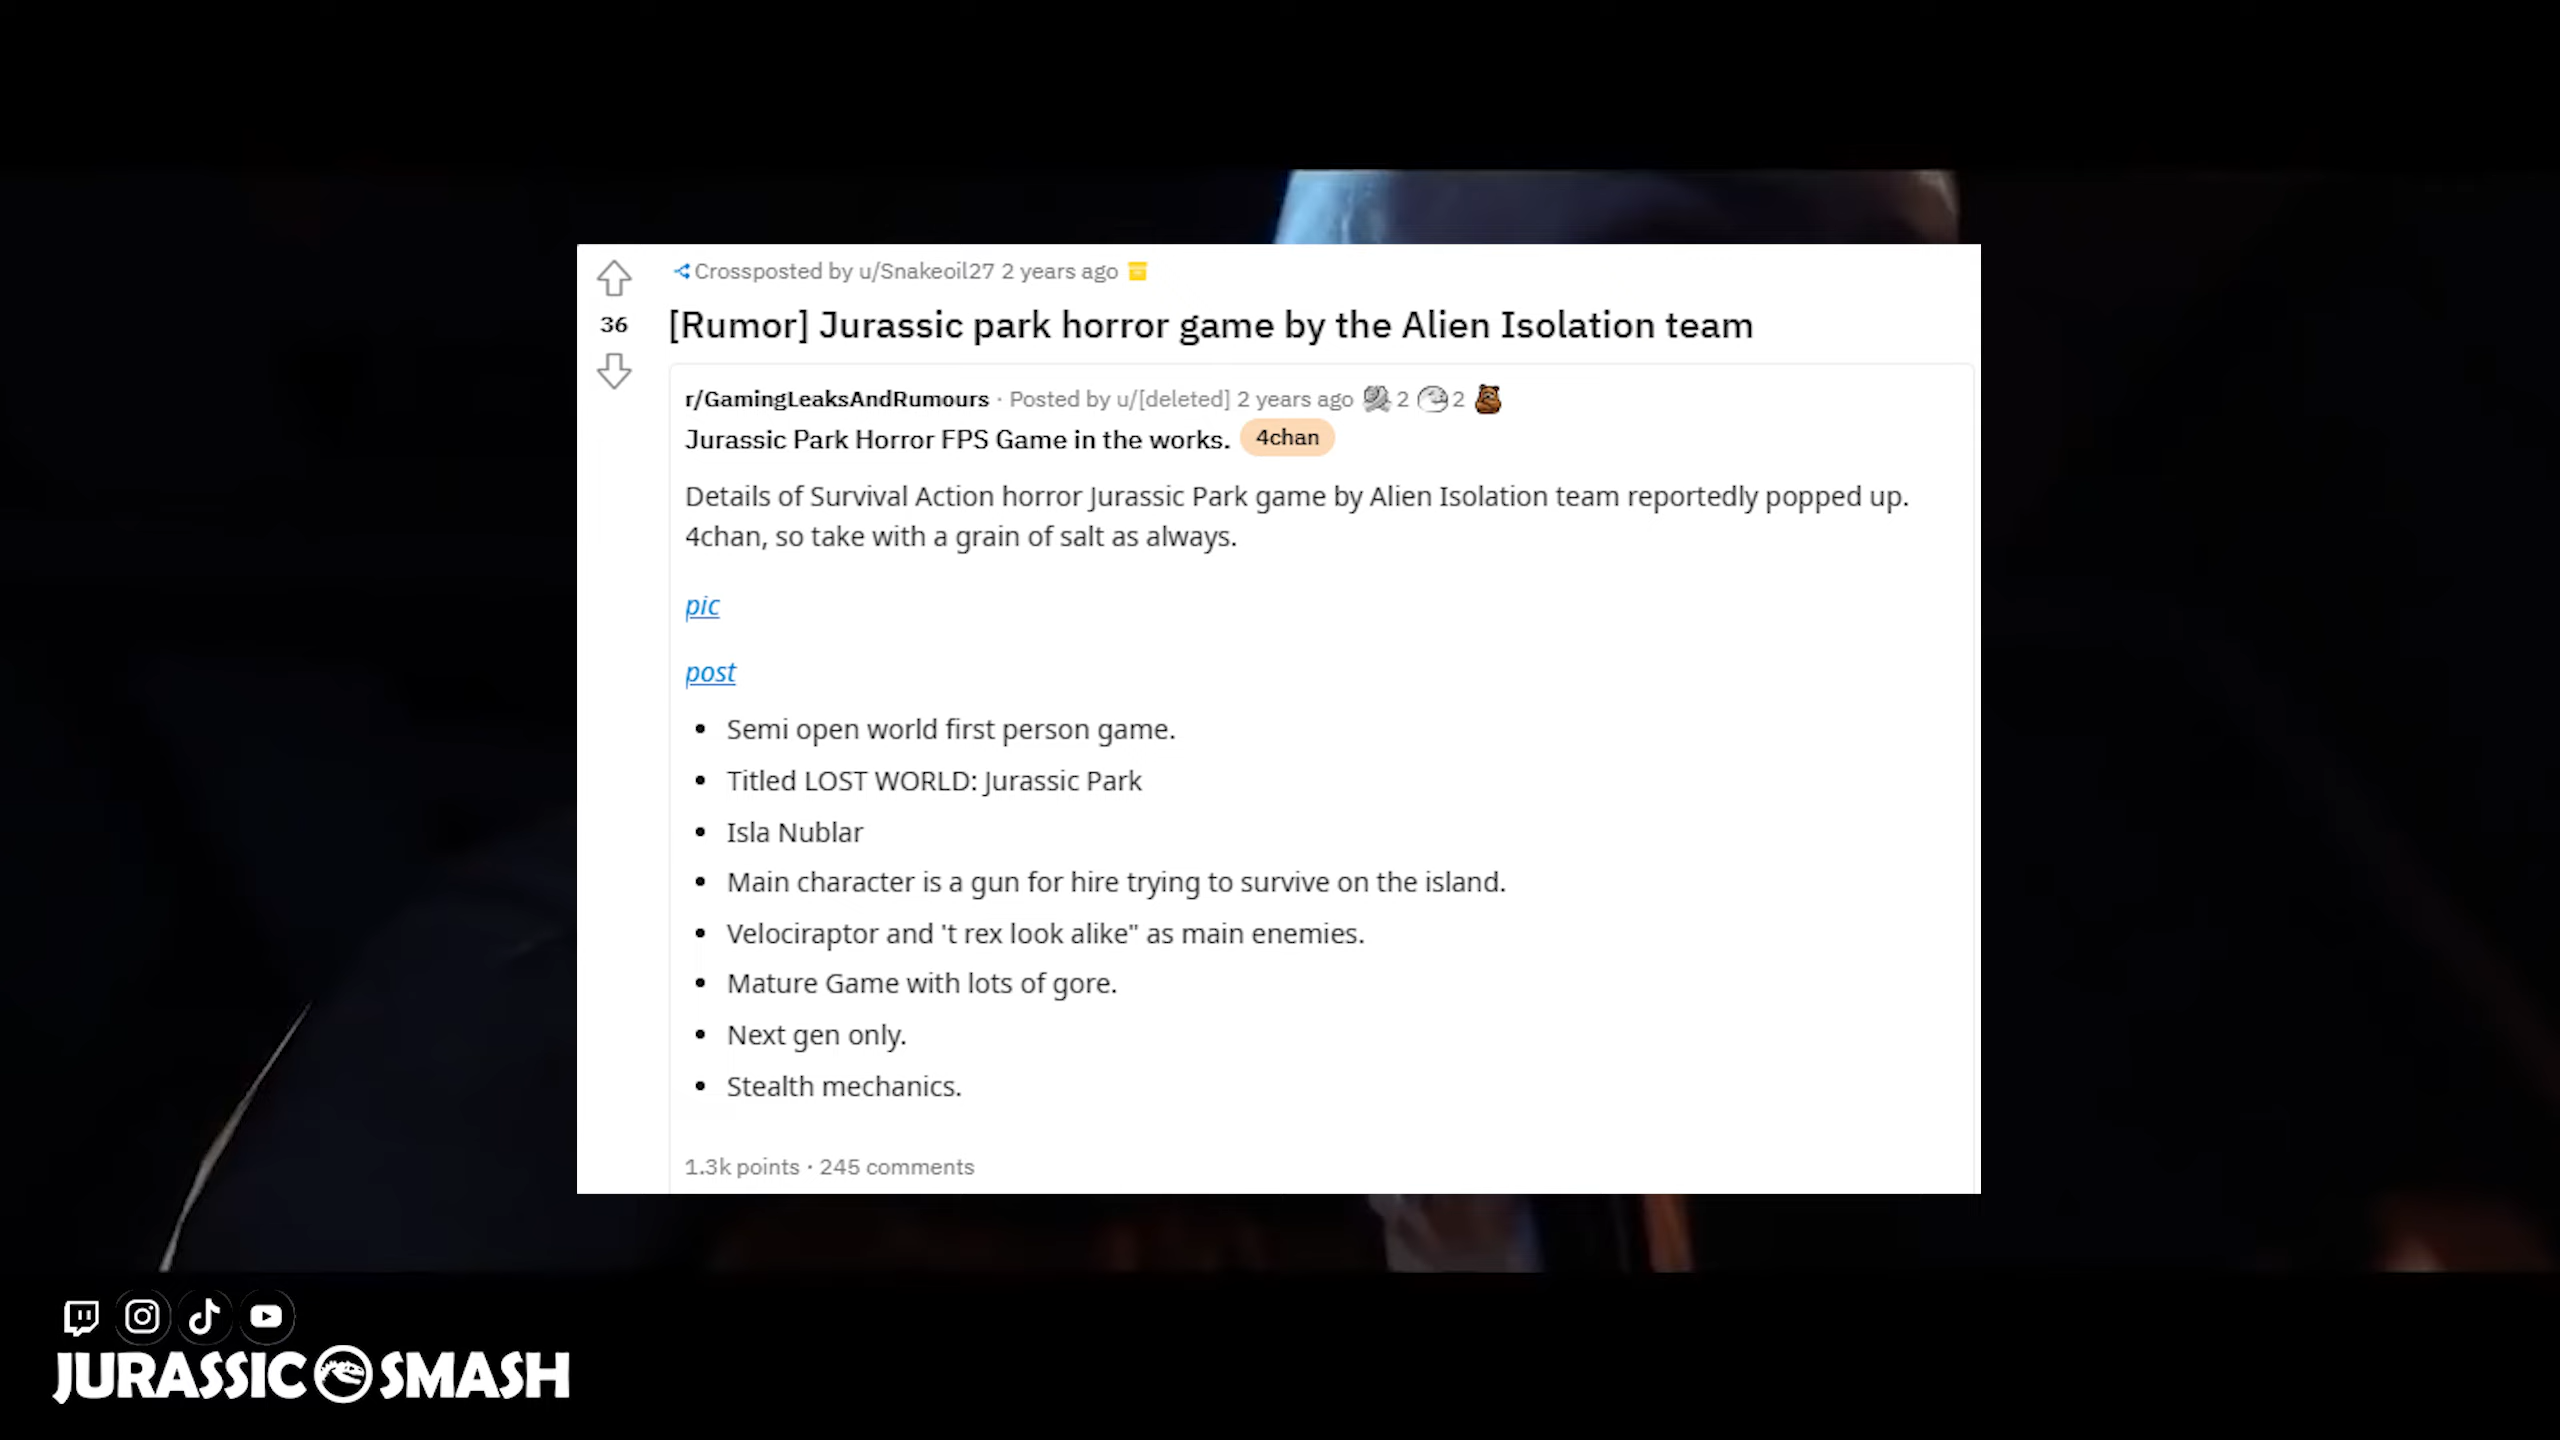 Crossposted by u/Snakeoil27 2 years ago
36
[Rumor] Jurassic park horror game by the Alien Isolation team
r/GamingLeaksAndRumours · Posted by u/[deleted] 2 years ago 2 2
Jurassic Park Horror FPS Game in the works. 4chan
Details of Survival Action horror Jurassic Park game by Alien Isolation team reportedly popped up.
4chan, so take with a grain of salt as always.
pic
post
• Semi open world first person game.
• Titled LOST WORLD: Jurassic Park
• Isla Nublar
• Main character is a gun for hire trying to survive on the island.
• Velociraptor and 't rex look alike" as main enemies.
• Mature Game with lots of gore.
• Next gen only.
• Stealth mechanics.
1.3k points · 245 comments
JURASSIC SMASH